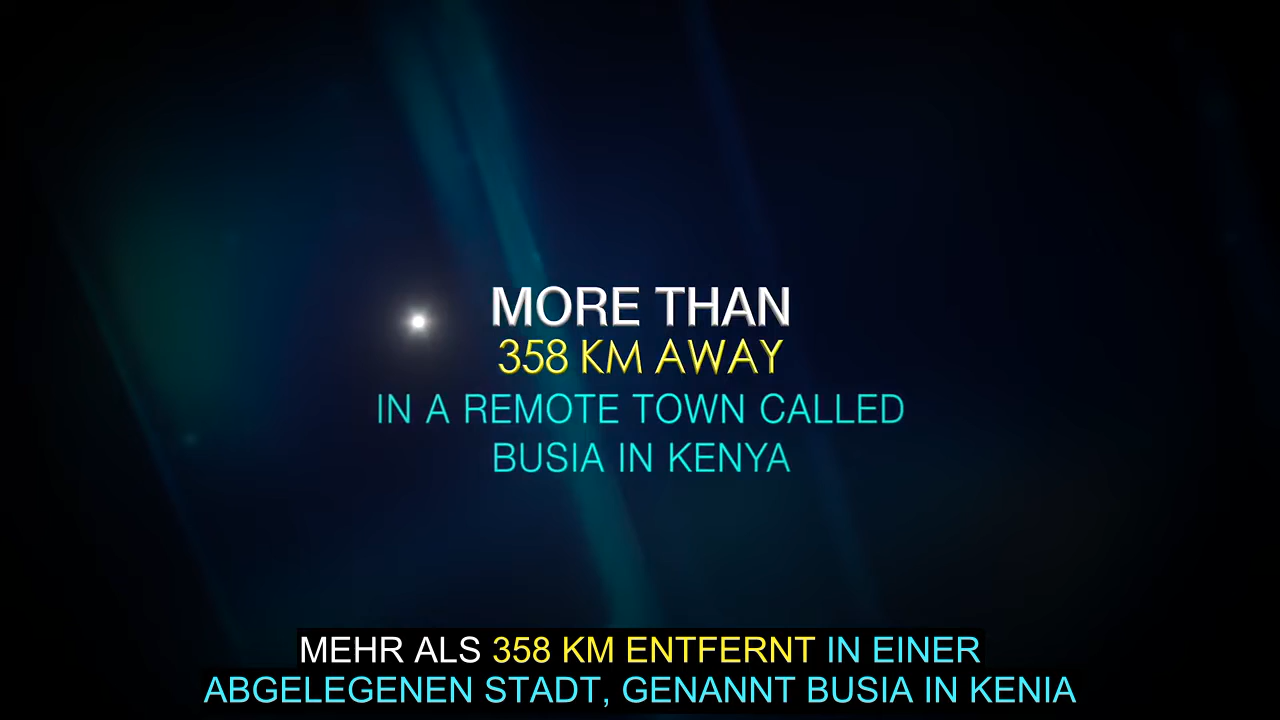 MORE THAN
358 KM AWAY
IN A REMOTE TOWN CALLED
BUSIA IN KENYA
MEHR ALS 358 KM ENTFERNT IN EINER
ABGELEGENEN STADT, GENANNT BUSIA IN KENIA